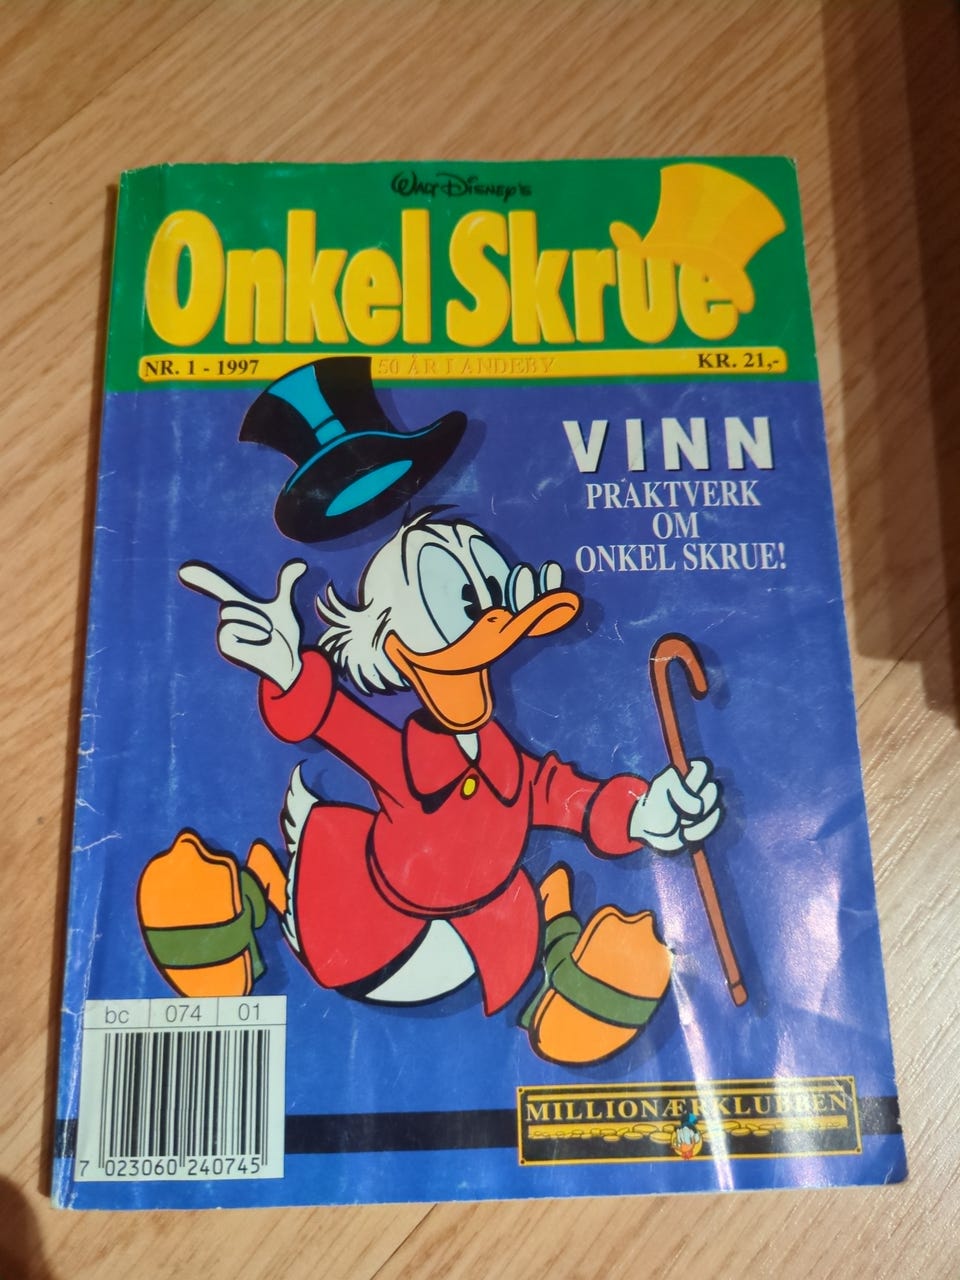 Walt Disney's
Onkel Skrue
NR. 1 - 1997 50 ÅR I ANDEBY KR. 21,-
VINN
PRAKTVERK
OM
ONKEL SKRUE!
bc 074 01
7 023060 240745
MILLIONÆRKLUBBEN